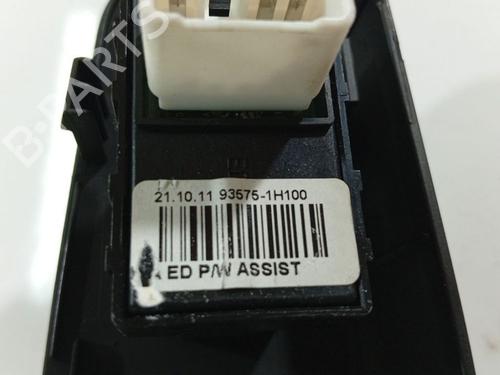 B-PARTS
21.10.11 93575-1H100
ED P/W ASSIST